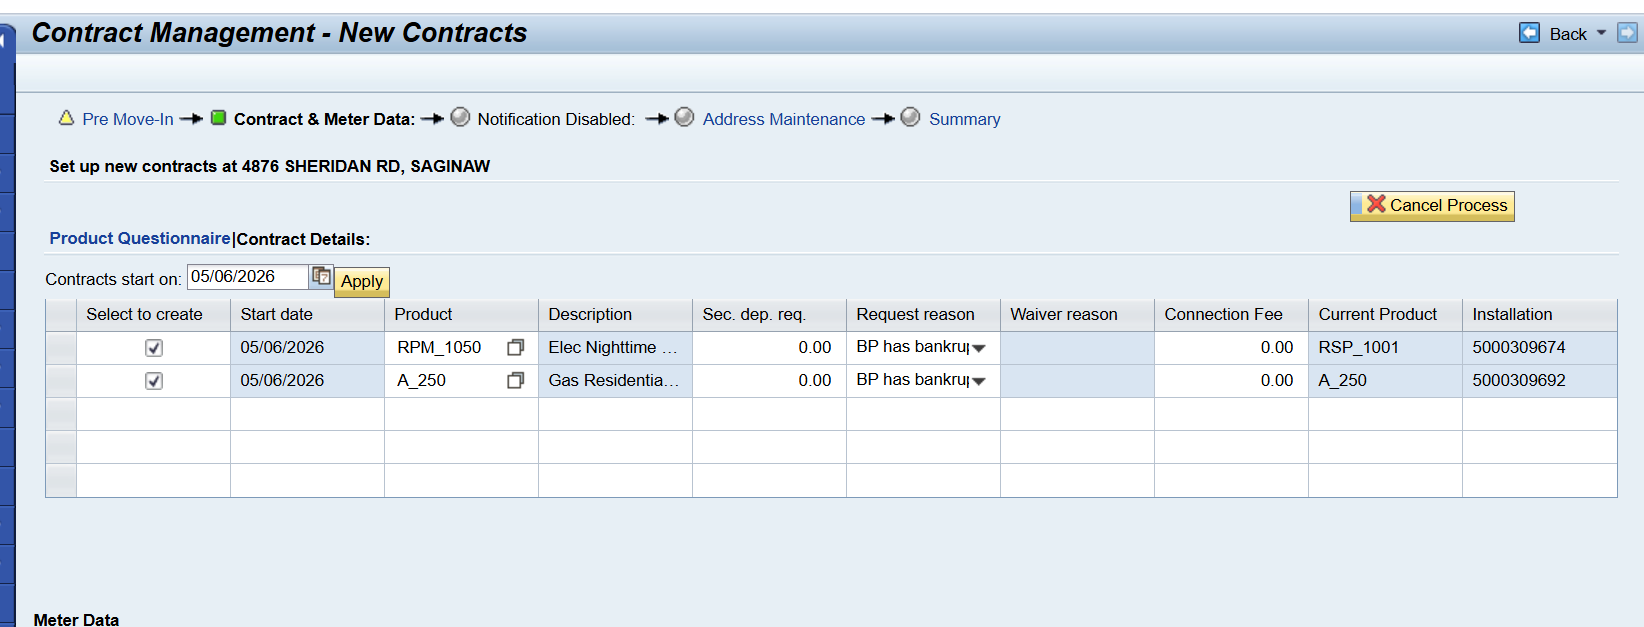 Contract Management - New Contracts
Back
Pre Move-In Contract & Meter Data: Notification Disabled: Address Maintenance Summary
Set up new contracts at 4876 SHERIDAN RD, SAGINAW
Cancel Process
Product Questionnaire|Contract Details:
Contracts start on: 05/06/2026 Apply
Select to create Start date Product Description Sec. dep. req. Request reason Waiver reason Connection Fee Current Product Installation
05/06/2026 RPM_1050 Elec Nighttime ... 0.00 BP has bankrup 0.00 RSP_1001 5000309674
05/06/2026 A_250 Gas Residentia... 0.00 BP has bankrup 0.00 A_250 5000309692
Meter Data